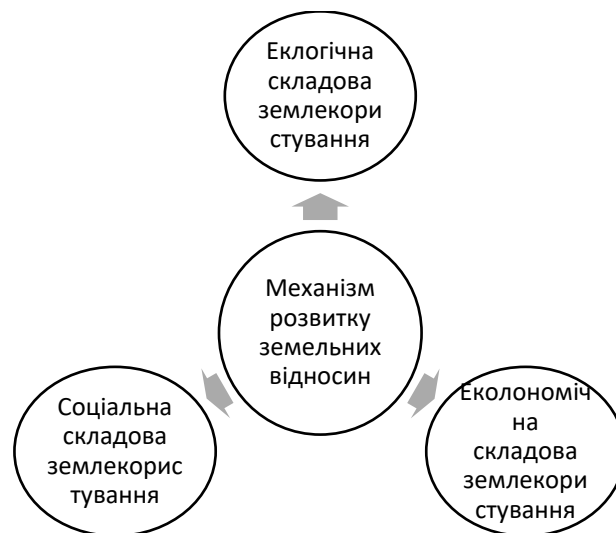 Еклогічна
складова
землекори
стування
Механізм
розвитку
земельних
відносин
Соціальна
складова
землекорис
тування
Еколономіч
на
складова
землекори
стування